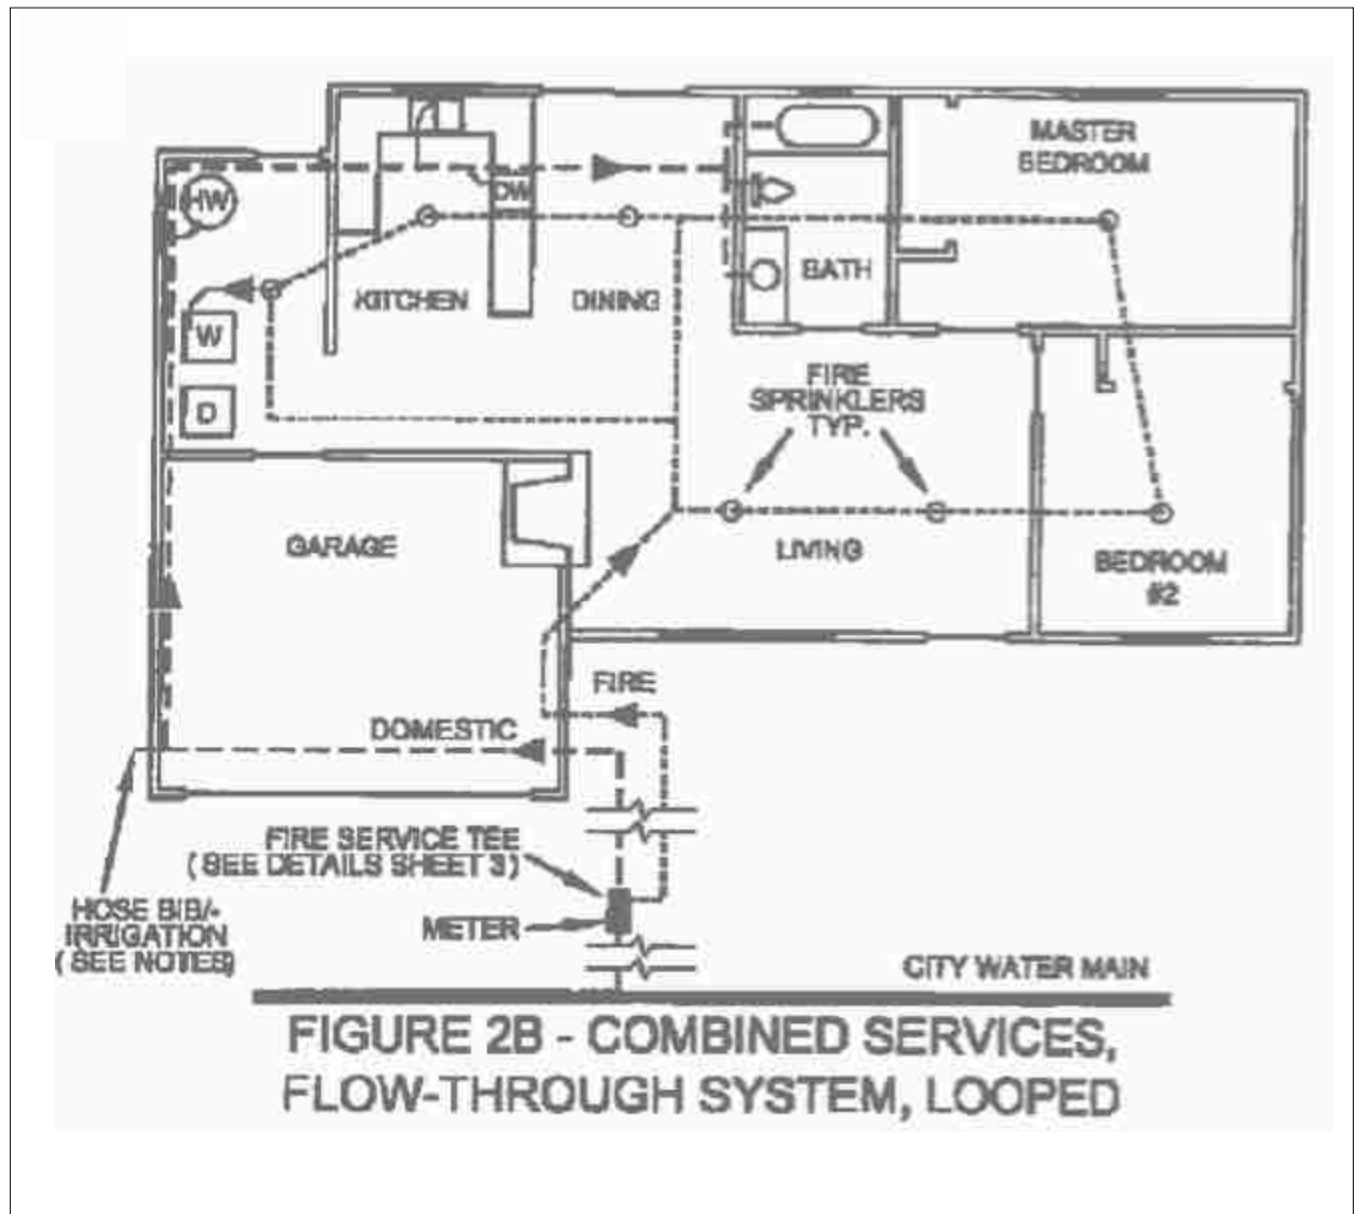 MASTER
BEDROOM
HW
DW
BATH
KITCHEN
DINING
W
D
FIRE
SPRINKLERS
TYP.
GARAGE
LIVING
BEDROOM
#2
FIRE
DOMESTIC
FIRE SERVICE TEE
( SEE DETAILS SHEET 3 )
HOSE BIB/-
IRRIGATION
( SEE NOTES)
METER
CITY WATER MAIN
FIGURE 2B - COMBINED SERVICES,
FLOW-THROUGH SYSTEM, LOOPED